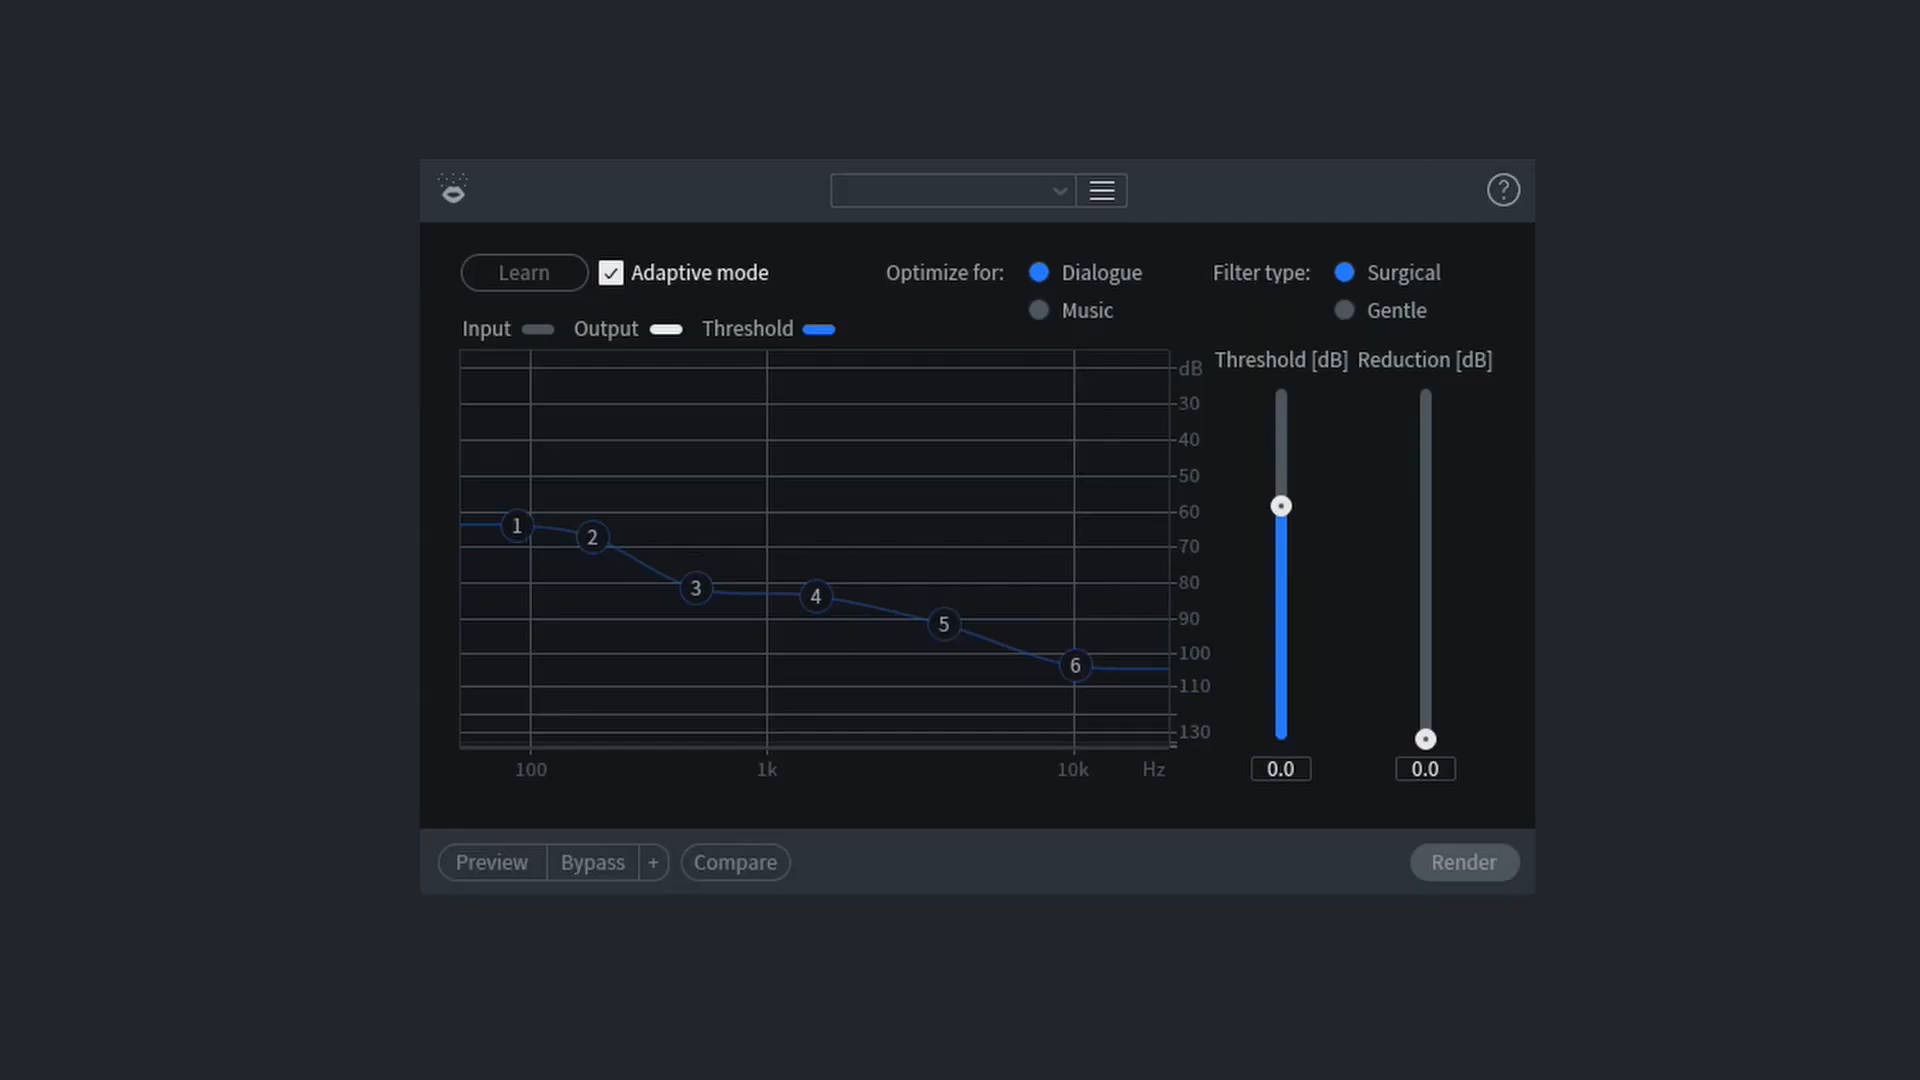 ?
Learn Adaptive mode Optimize for: Dialogue Filter type: Surgical
Music Gentle
Input Output Threshold
Threshold [dB] Reduction [dB]
dB
-30
-40
-50
-60
-70
-80
-90
-100
-110
-130
1
2
3
4
5
6
100 1k 10k Hz
0.0 0.0
Preview Bypass + Compare Render